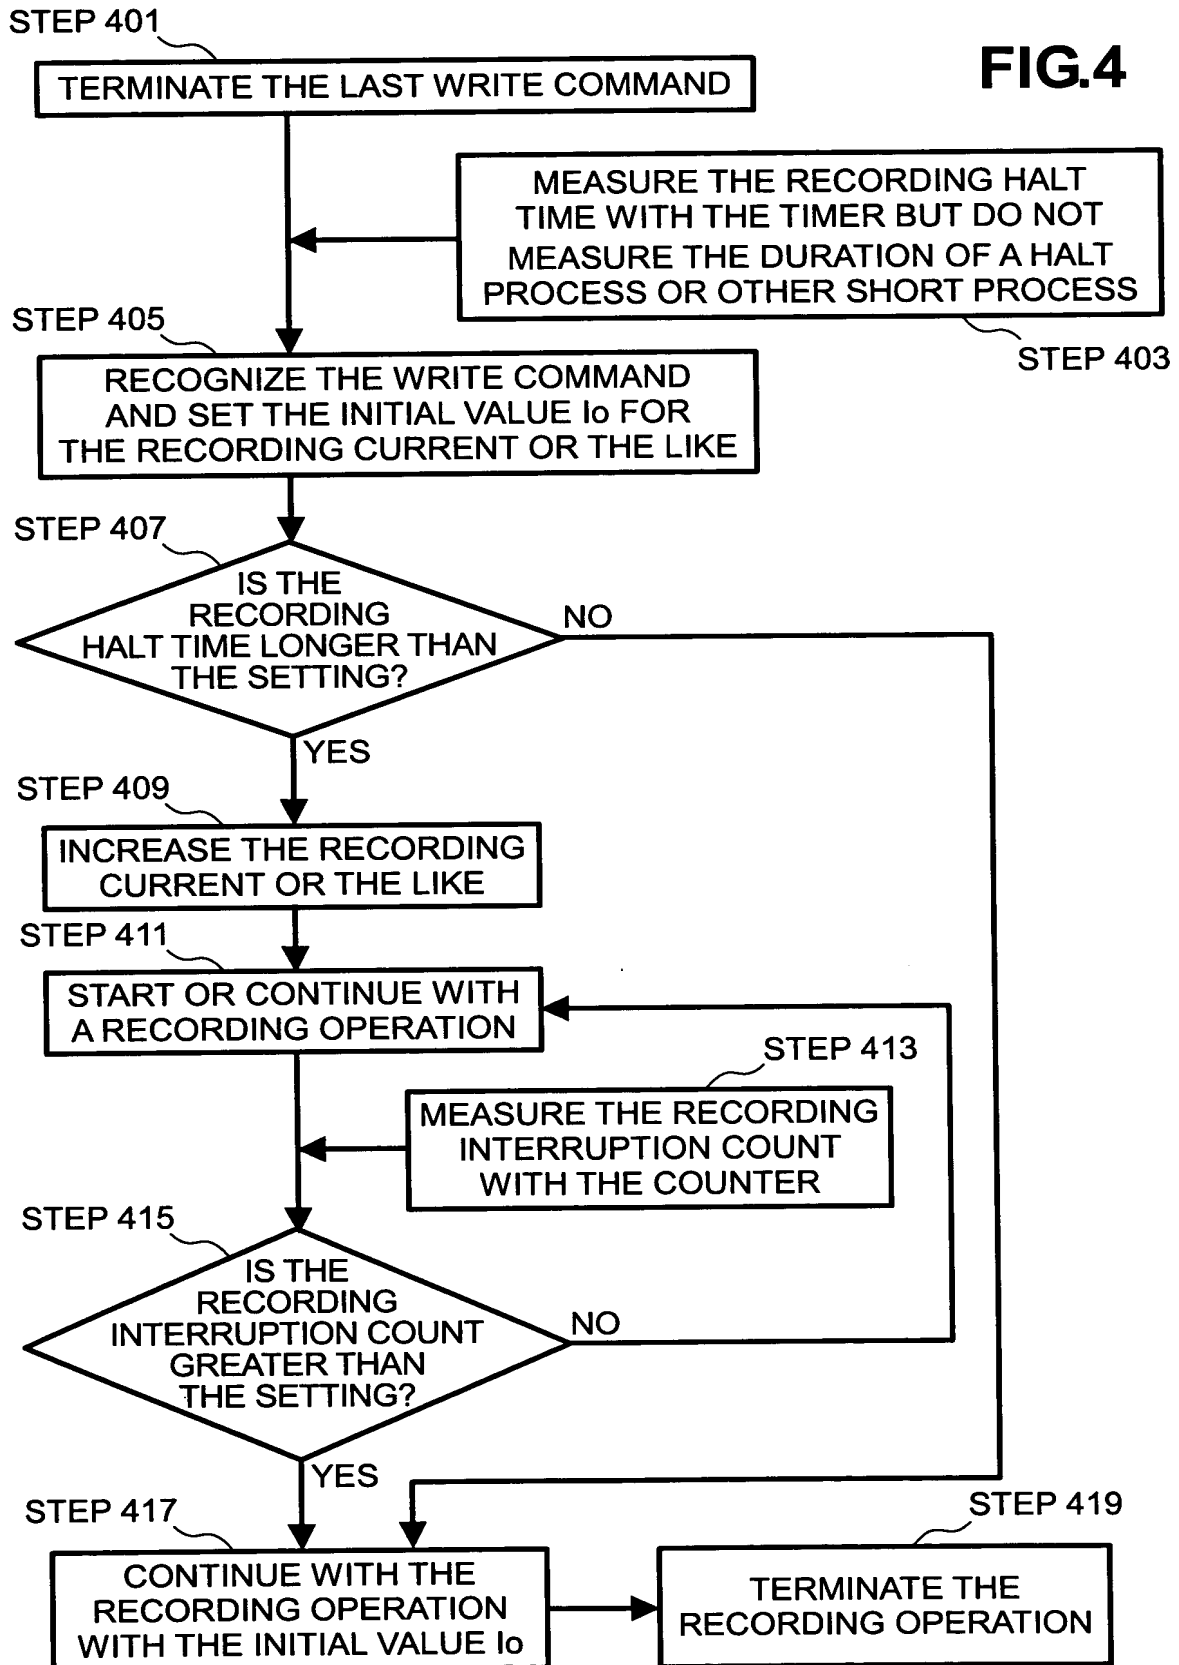 STEP 401
FIG.4
TERMINATE THE LAST WRITE COMMAND
MEASURE THE RECORDING HALT
TIME WITH THE TIMER BUT DO NOT
MEASURE THE DURATION OF A HALT
PROCESS OR OTHER SHORT PROCESS
STEP 403
STEP 405
RECOGNIZE THE WRITE COMMAND
AND SET THE INITIAL VALUE Io FOR
THE RECORDING CURRENT OR THE LIKE
STEP 407
IS THE
RECORDING
HALT TIME LONGER THAN
THE SETTING?
NO
YES
STEP 409
INCREASE THE RECORDING
CURRENT OR THE LIKE
STEP 411
START OR CONTINUE WITH
A RECORDING OPERATION
STEP 413
MEASURE THE RECORDING
INTERRUPTION COUNT
WITH THE COUNTER
STEP 415
IS THE
RECORDING
INTERRUPTION COUNT
GREATER THAN
THE SETTING?
NO
YES
STEP 417
CONTINUE WITH THE
RECORDING OPERATION
WITH THE INITIAL VALUE Io
STEP 419
TERMINATE THE
RECORDING OPERATION